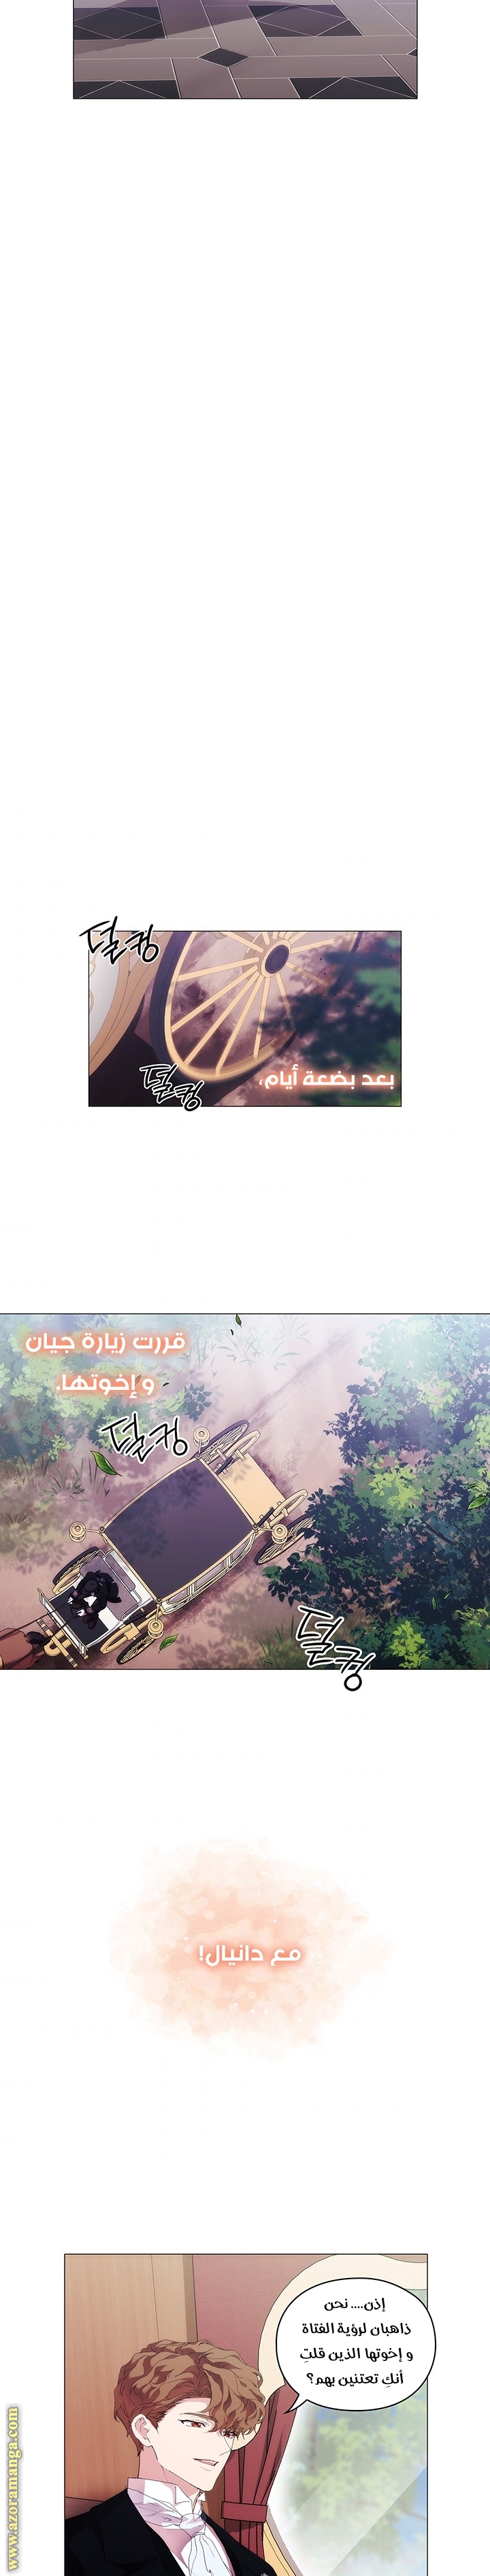 덜컹
بعد بضعة أيام،
덜컹
قررت زيارة جيان
و إخوتها.
덜컹
덜컹
مع دانيال!
إذن.... نحن
ذاهبان لرؤية الفتاة
و إخوتها الذين قلتِ
أنكِ تعتنين بهم؟
www.azoramanga.com